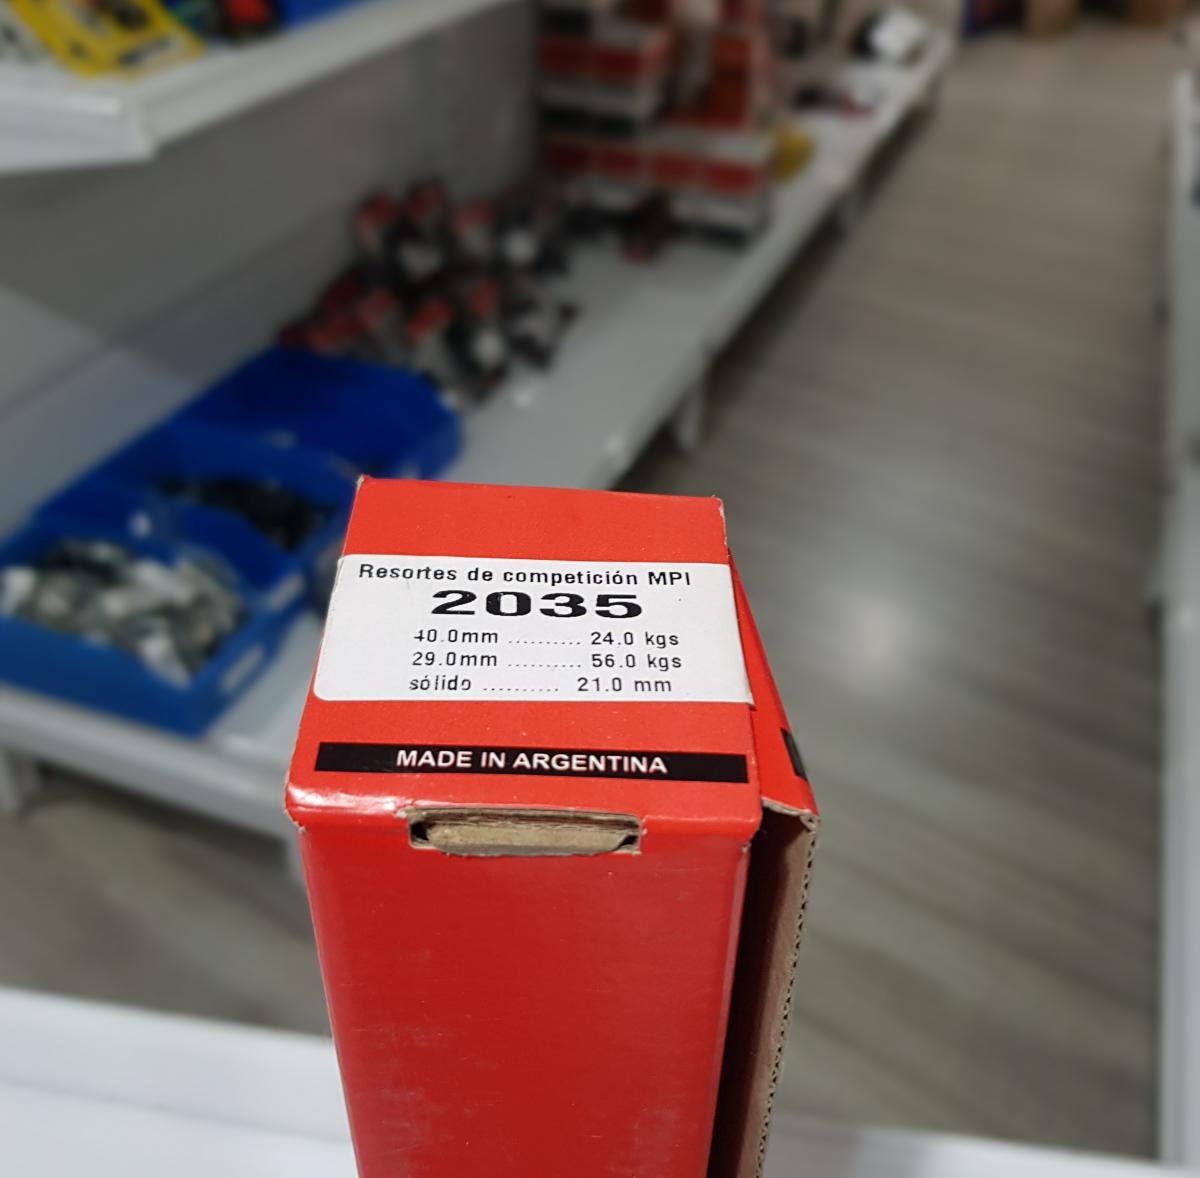 Resortes de competición MPI
2035
40.0mm .......... 24.0 kgs
29.0mm .......... 56.0 kgs
sólido .......... 21.0 mm
MADE IN ARGENTINA